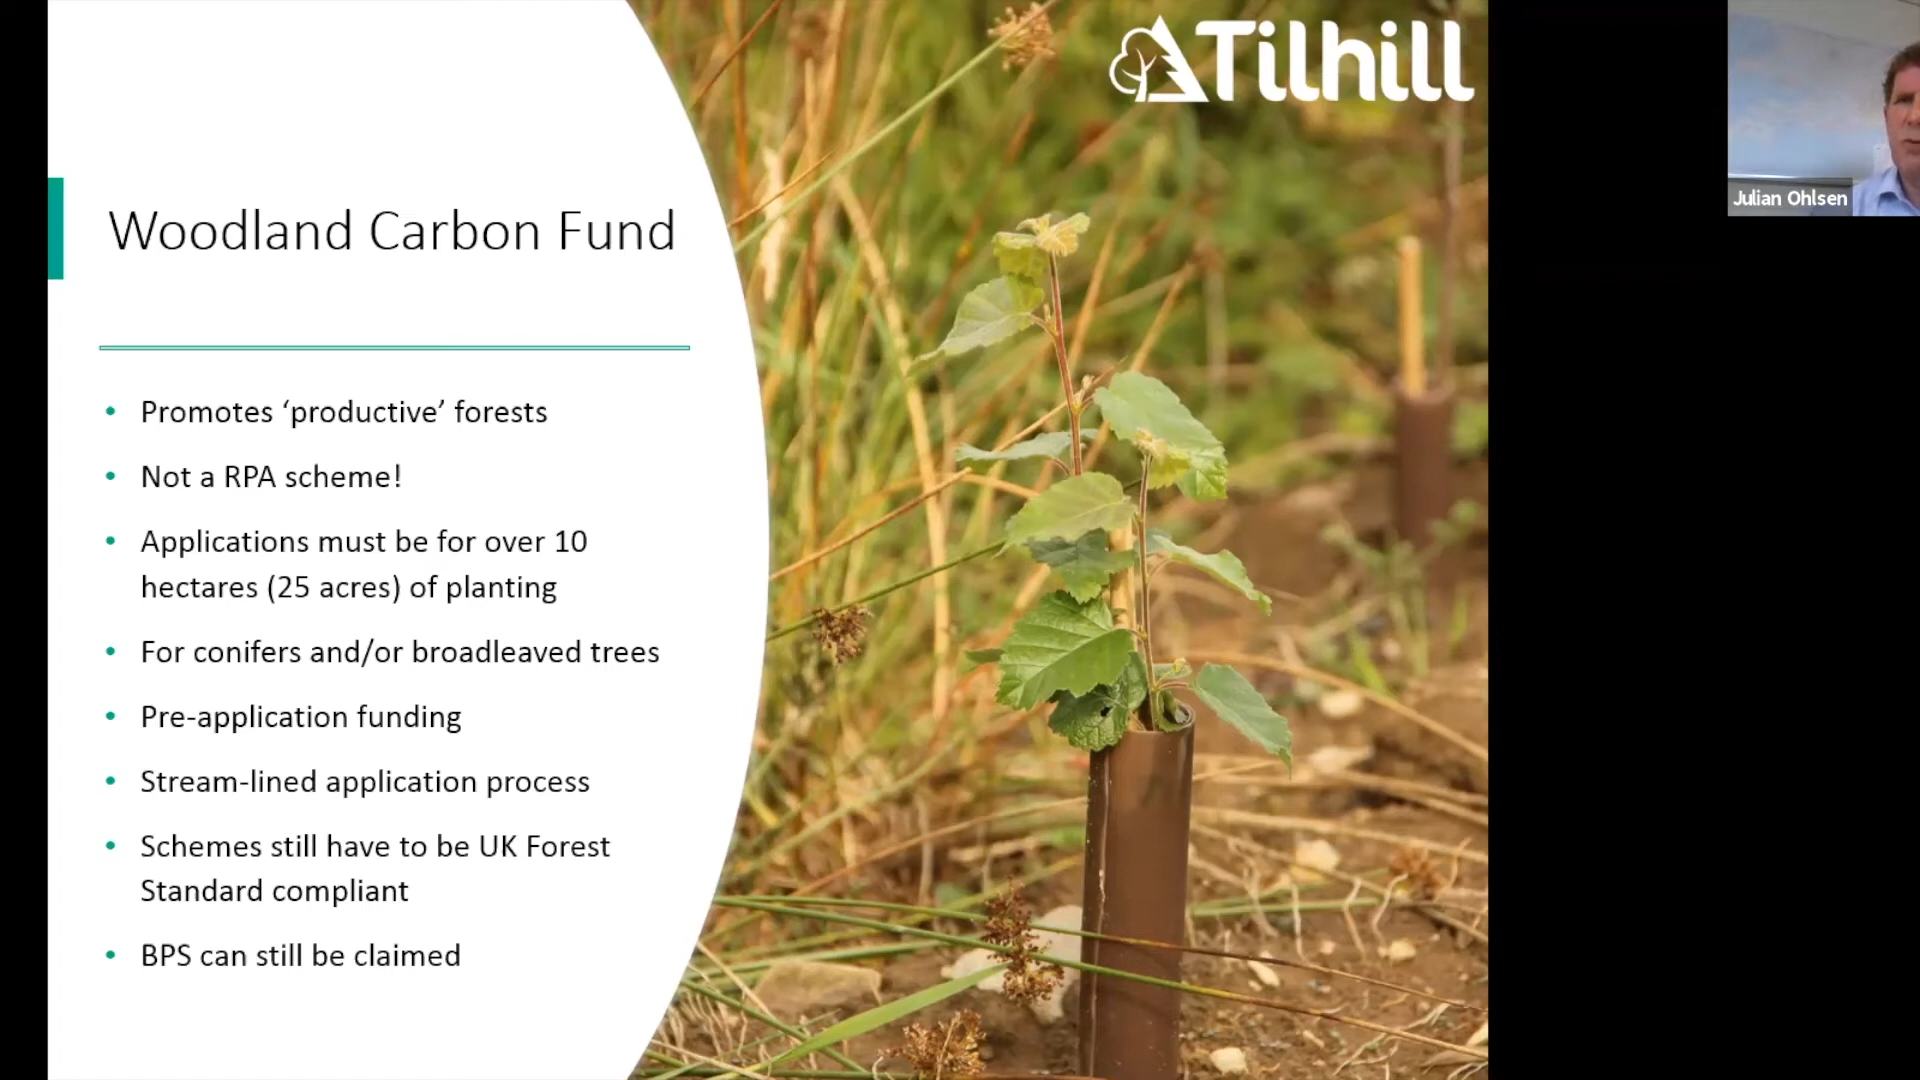 Tilhill
Julian Ohlsen
Woodland Carbon Fund
• Promotes ‘productive’ forests
• Not a RPA scheme!
• Applications must be for over 10
hectares (25 acres) of planting
• For conifers and/or broadleaved trees
• Pre-application funding
• Stream-lined application process
• Schemes still have to be UK Forest
Standard compliant
• BPS can still be claimed